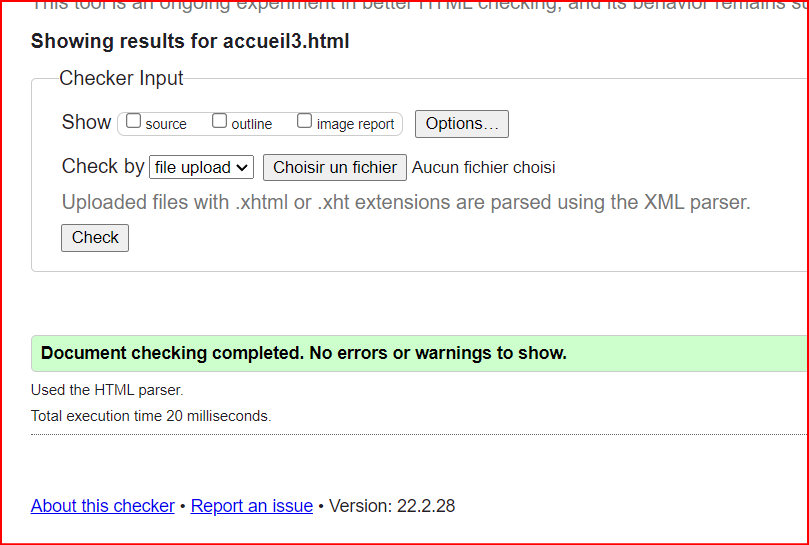 This tool is an ongoing experiment in better HTML checking, and its behavior remains
Showing results for accueil3.html
Checker Input
Show source outline image report Options…
Check by file upload Choisir un fichier Aucun fichier choisi
Uploaded files with .xhtml or .xht extensions are parsed using the XML parser.
Check
Document checking completed. No errors or warnings to show.
Used the HTML parser.
Total execution time 20 milliseconds.
About this checker • Report an issue • Version: 22.2.28